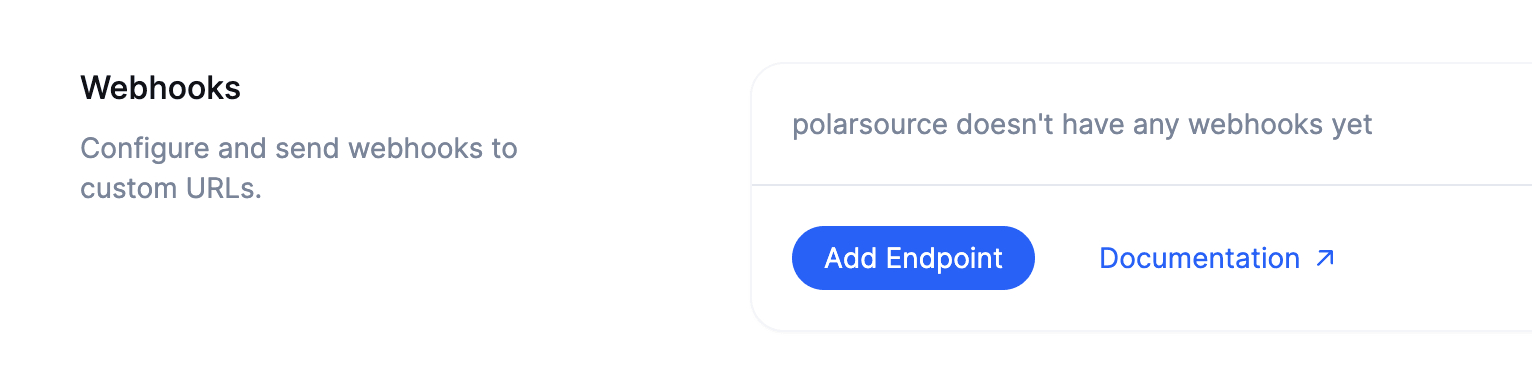 Webhooks
Configure and send webhooks to
custom URLs.
polarsource doesn't have any webhooks yet
Add Endpoint
Documentation